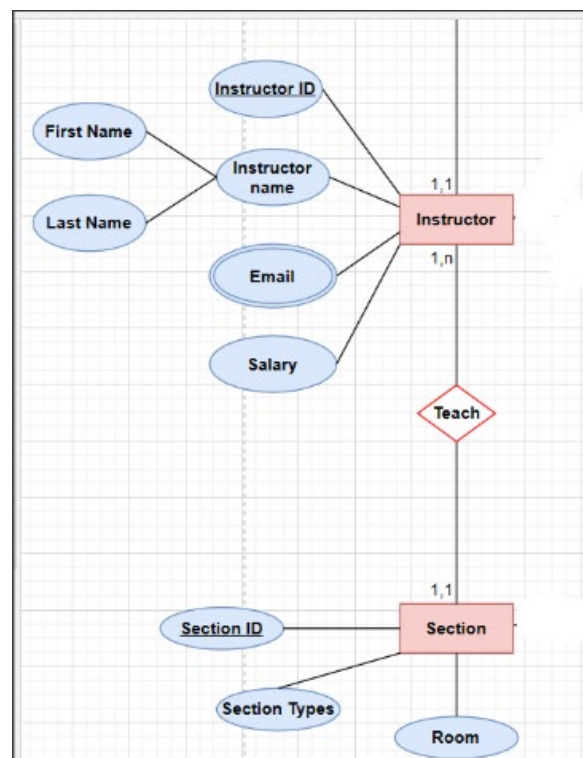 Instructor ID
First Name
Instructor
name
Last Name
1,1
Instructor
1,n
Email
Salary
Teach
1,1
Section ID
Section
Section Types
Room